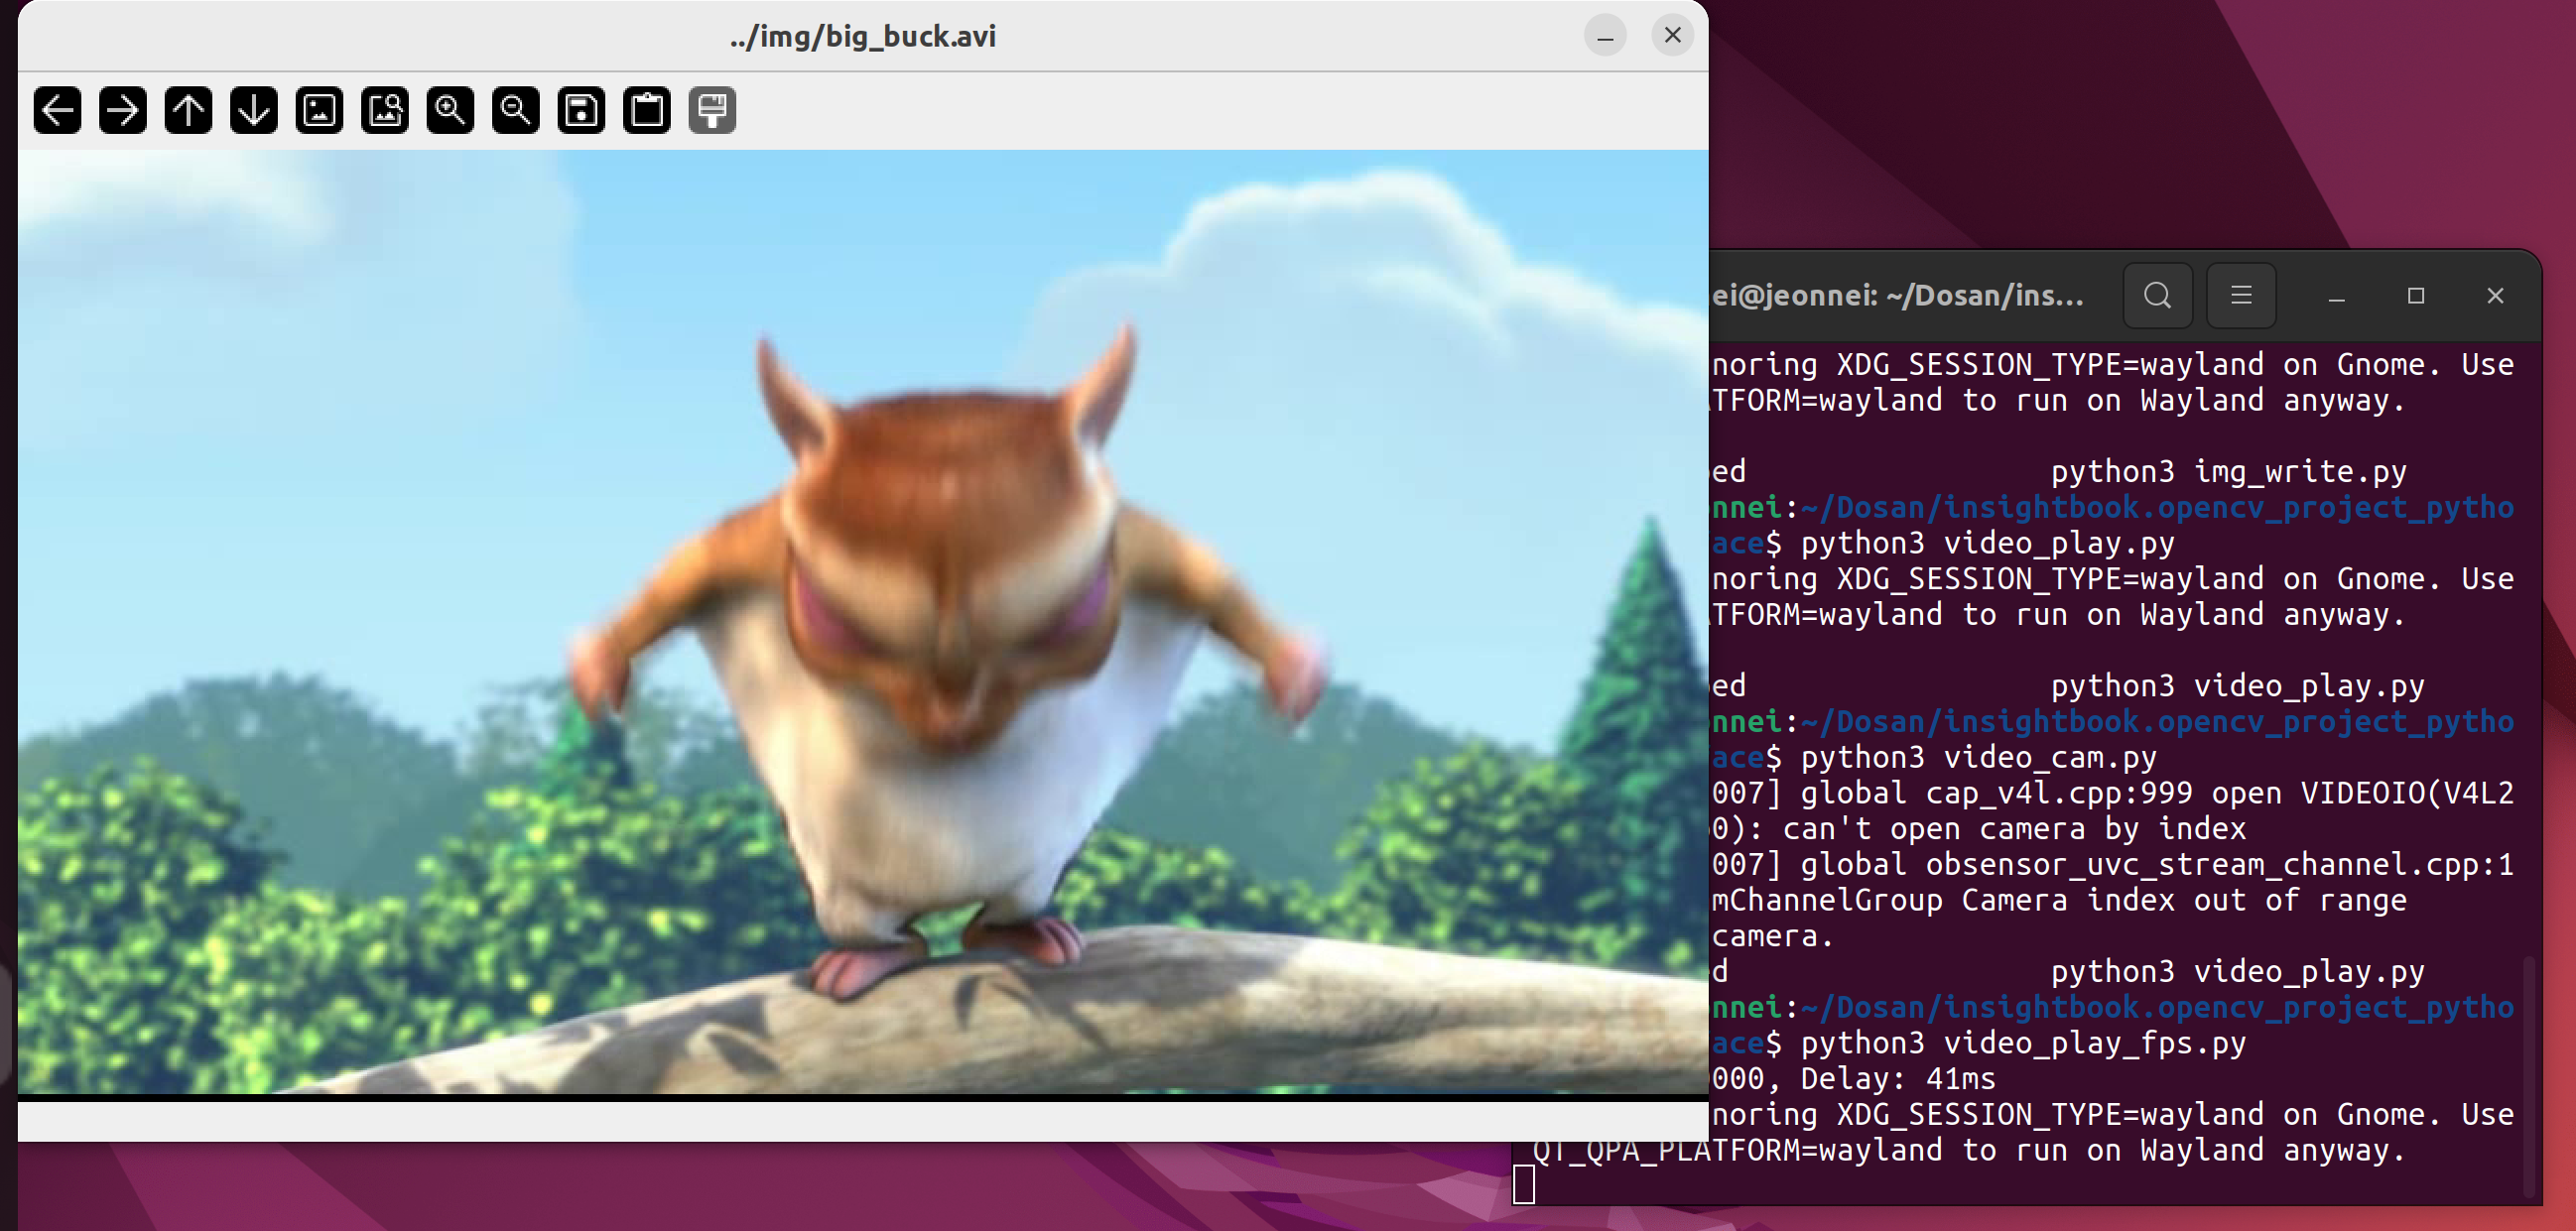 ../img/big_buck.avi
ei@jeonnei: ~/Dosan/ins...
noring XDG_SESSION_TYPE=wayland on Gnome. Use
TFORM=wayland to run on Wayland anyway.
ed python3 img_write.py
nnei:~/Dosan/insightbook.opencv_project_pytho
ace$ python3 video_play.py
noring XDG_SESSION_TYPE=wayland on Gnome. Use
TFORM=wayland to run on Wayland anyway.
ed python3 video_play.py
nnei:~/Dosan/insightbook.opencv_project_pytho
ace$ python3 video_cam.py
007] global cap_v4l.cpp:999 open VIDEOIO(V4L2
0): can't open camera by index
007] global obsensor_uvc_stream_channel.cpp:1
mChannelGroup Camera index out of range
camera.
d python3 video_play.py
nnei:~/Dosan/insightbook.opencv_project_pytho
ace$ python3 video_play_fps.py
000, Delay: 41ms
noring XDG_SESSION_TYPE=wayland on Gnome. Use
QT_QPA_PLATFORM=wayland to run on Wayland anyway.